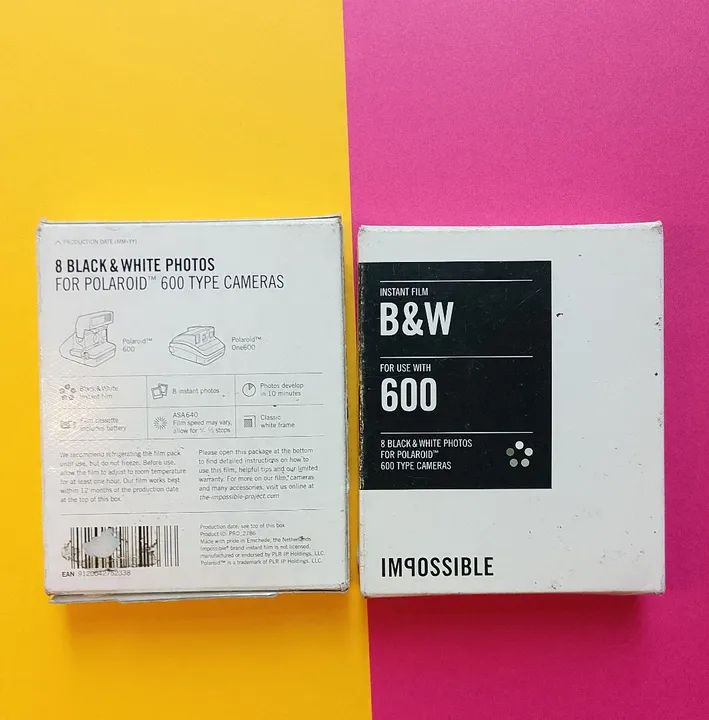 PRODUCTION DATE (MM-YY)
8 BLACK & WHITE PHOTOS
FOR POLAROID™ 600 TYPE CAMERAS
Polaroid™
600
Polaroid™
One600
Black & White
instant film
8 instant photos
Photos develop
in 10 minutes
Film cassette
includes battery
ASA 640
Film speed may vary,
allow for stops
Classic
white frame
We recommend refrigerating the film pack
until use, but do not freeze. Before use,
allow the film to adjust to room temperature
for at least one hour. Our film works best
within 12 months of the production date
at the top of this box.
Please open this package at the bottom
to find detailed instructions on how to
use this film, helpful tips and our limited
warranty. For more on our film, cameras
and many accessories, visit us online at
the-impossible-project.com
Production date: see top of this box
Product ID: PRD_2786
Made with pride in Enschede, the Netherlands
Impossible® brand instant film is not licensed,
manufactured or endorsed by PLR IP Holdings, LLC.
Polaroid™ is a trademark of PLR IP Holdings, LLC.
EAN 9120042752338
INSTANT FILM
B&W
FOR USE WITH
600
8 BLACK & WHITE PHOTOS
FOR POLAROID™
600 TYPE CAMERAS
IMPOSSIBLE